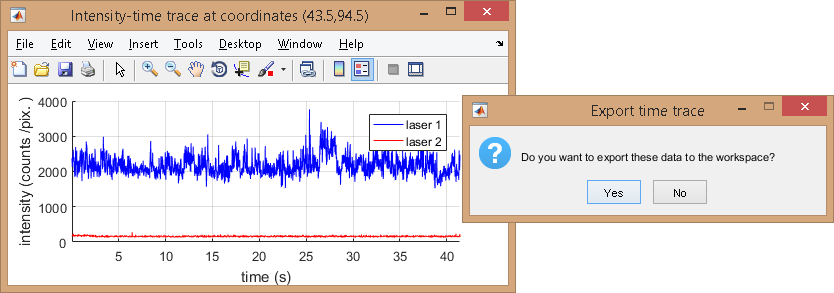 Intensity-time trace at coordinates (43.5,94.5)
File Edit View Insert Tools Desktop Window Help
intensity (counts /pix. )
4000
3000
2000
1000
0
laser 1
laser 2
5 10 15 20 25 30 35 40
time (s)
Export time trace
Do you want to export these data to the workspace?
Yes No